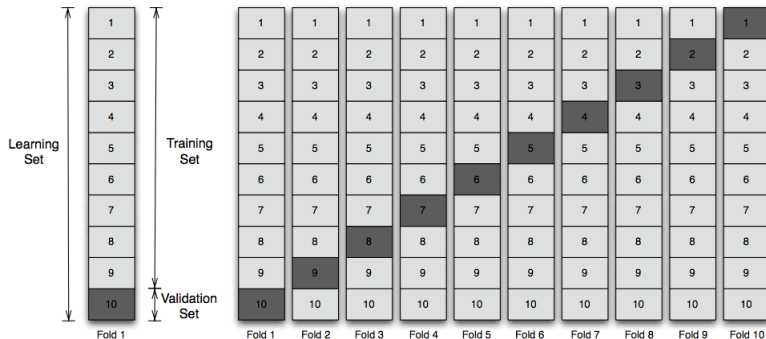 Learning
Set
1
2
3
4
5
6
7
8
9
10
Fold 1
Training
Set
Validation
Set
1 1 1 1 1 1 1 1 1 1
2 2 2 2 2 2 2 2 2 2
3 3 3 3 3 3 3 3 3 3
4 4 4 4 4 4 4 4 4 4
5 5 5 5 5 5 5 5 5 5
6 6 6 6 6 6 6 6 6 6
7 7 7 7 7 7 7 7 7 7
8 8 8 8 8 8 8 8 8 8
9 9 9 9 9 9 9 9 9 9
10 10 10 10 10 10 10 10 10 10
Fold 1 Fold 2 Fold 3 Fold 4 Fold 5 Fold 6 Fold 7 Fold 8 Fold 9 Fold 10